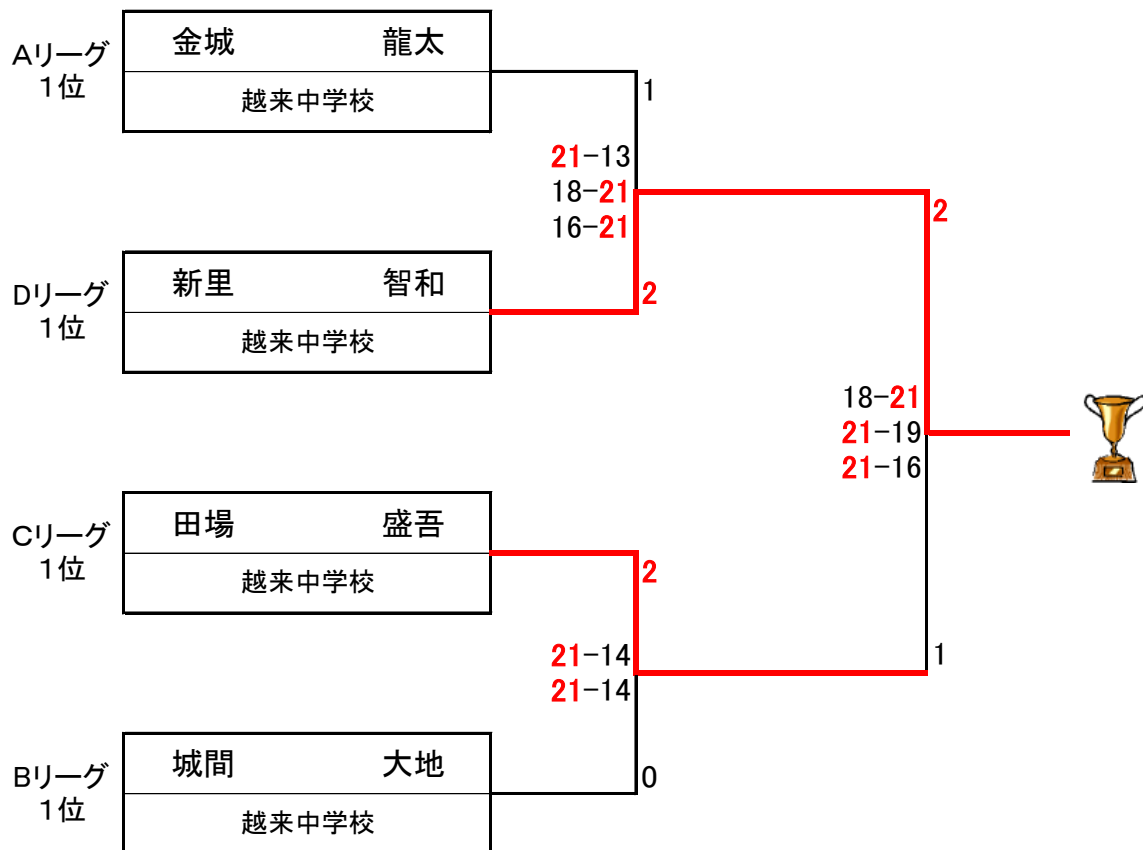 Aリーグ
1位
金城 龍太
越来中学校
1
21-13
18-21
16-21
2
Dリーグ
1位
新里 智和
越来中学校
2
18-21
21-19
21-16
Cリーグ
1位
田場 盛吾
越来中学校
2
21-14
21-14
1
Bリーグ
1位
城間 大地
越来中学校
0